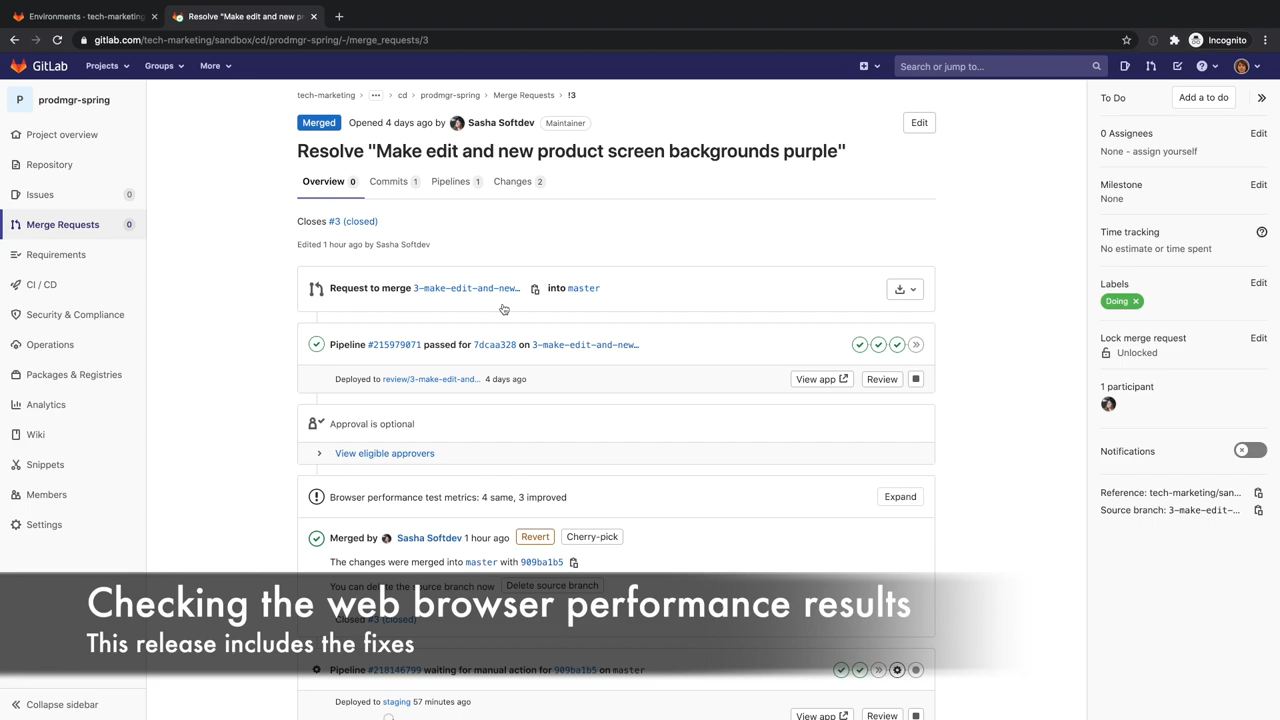 Environments · tech-marketing
Resolve "Make edit and new p
gitlab.com/tech-marketing/sandbox/cd/prodmgr-spring/-/merge_requests/3
Incognito
GitLab
Projects
Groups
More
Search or jump to...
P
prodmgr-spring
Project overview
Repository
Issues
0
Merge Requests
0
Requirements
CI / CD
Security & Compliance
Operations
Packages & Registries
Analytics
Wiki
Snippets
Members
Settings
Collapse sidebar
tech-marketing > ... > cd > prodmgr-spring > Merge Requests > !3
Merged Opened 4 days ago by Sasha Softdev Maintainer
Edit
Resolve "Make edit and new product screen backgrounds purple"
Overview 0 Commits 1 Pipelines 1 Changes 2
Closes #3 (closed)
Edited 1 hour ago by Sasha Softdev
Request to merge 3-make-edit-and-new… into master
Pipeline #215979071 passed for 7dcaa328 on 3-make-edit-and-new…
Deployed to review/3-make-edit-and... 4 days ago
View app Review
Approval is optional
View eligible approvers
Browser performance test metrics: 4 same, 3 improved
Expand
Merged by Sasha Softdev 1 hour ago Revert Cherry-pick
The changes were merged into master with 909ba1b5
You can delete the source branch now Delete source branch
Closed #3 (closed)
Checking the web browser performance results
This release includes the fixes
Pipeline #218146799 waiting for manual action for 909ba1b5 on master
Deployed to staging 57 minutes ago
View app Review
To Do
Add a to do
0 Assignees
Edit
None - assign yourself
Milestone
Edit
None
Time tracking
No estimate or time spent
Labels
Edit
Doing
Lock merge request
Edit
Unlocked
1 participant
Notifications
Reference: tech-marketing/san...
Source branch: 3-make-edit-…